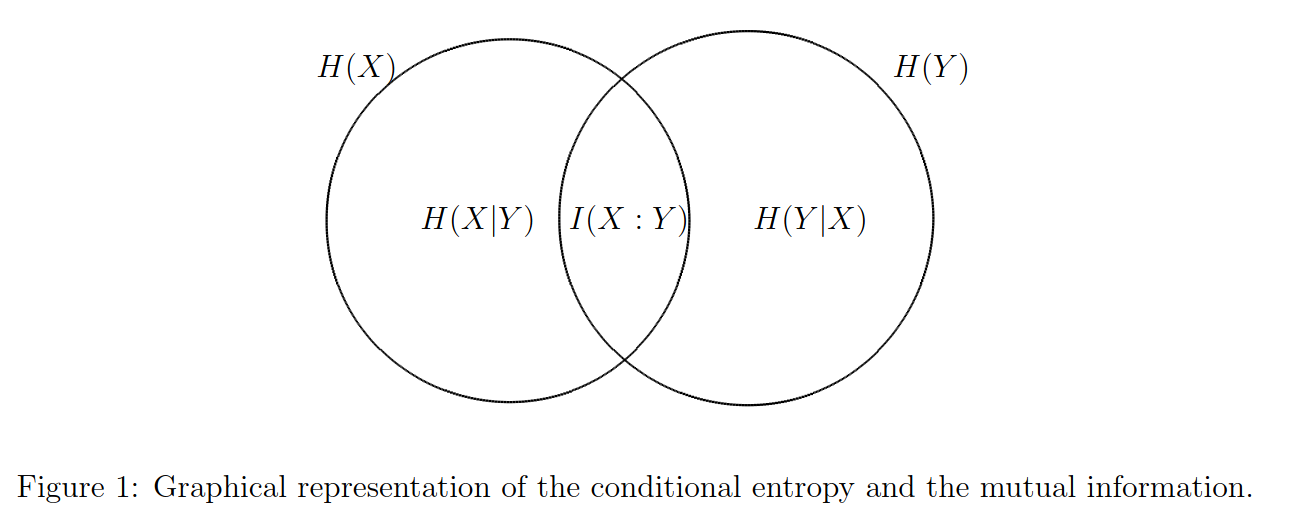 H(X)
H(Y)
H(X|Y)
I(X : Y)
H(Y|X)
Figure 1: Graphical representation of the conditional entropy and the mutual information.